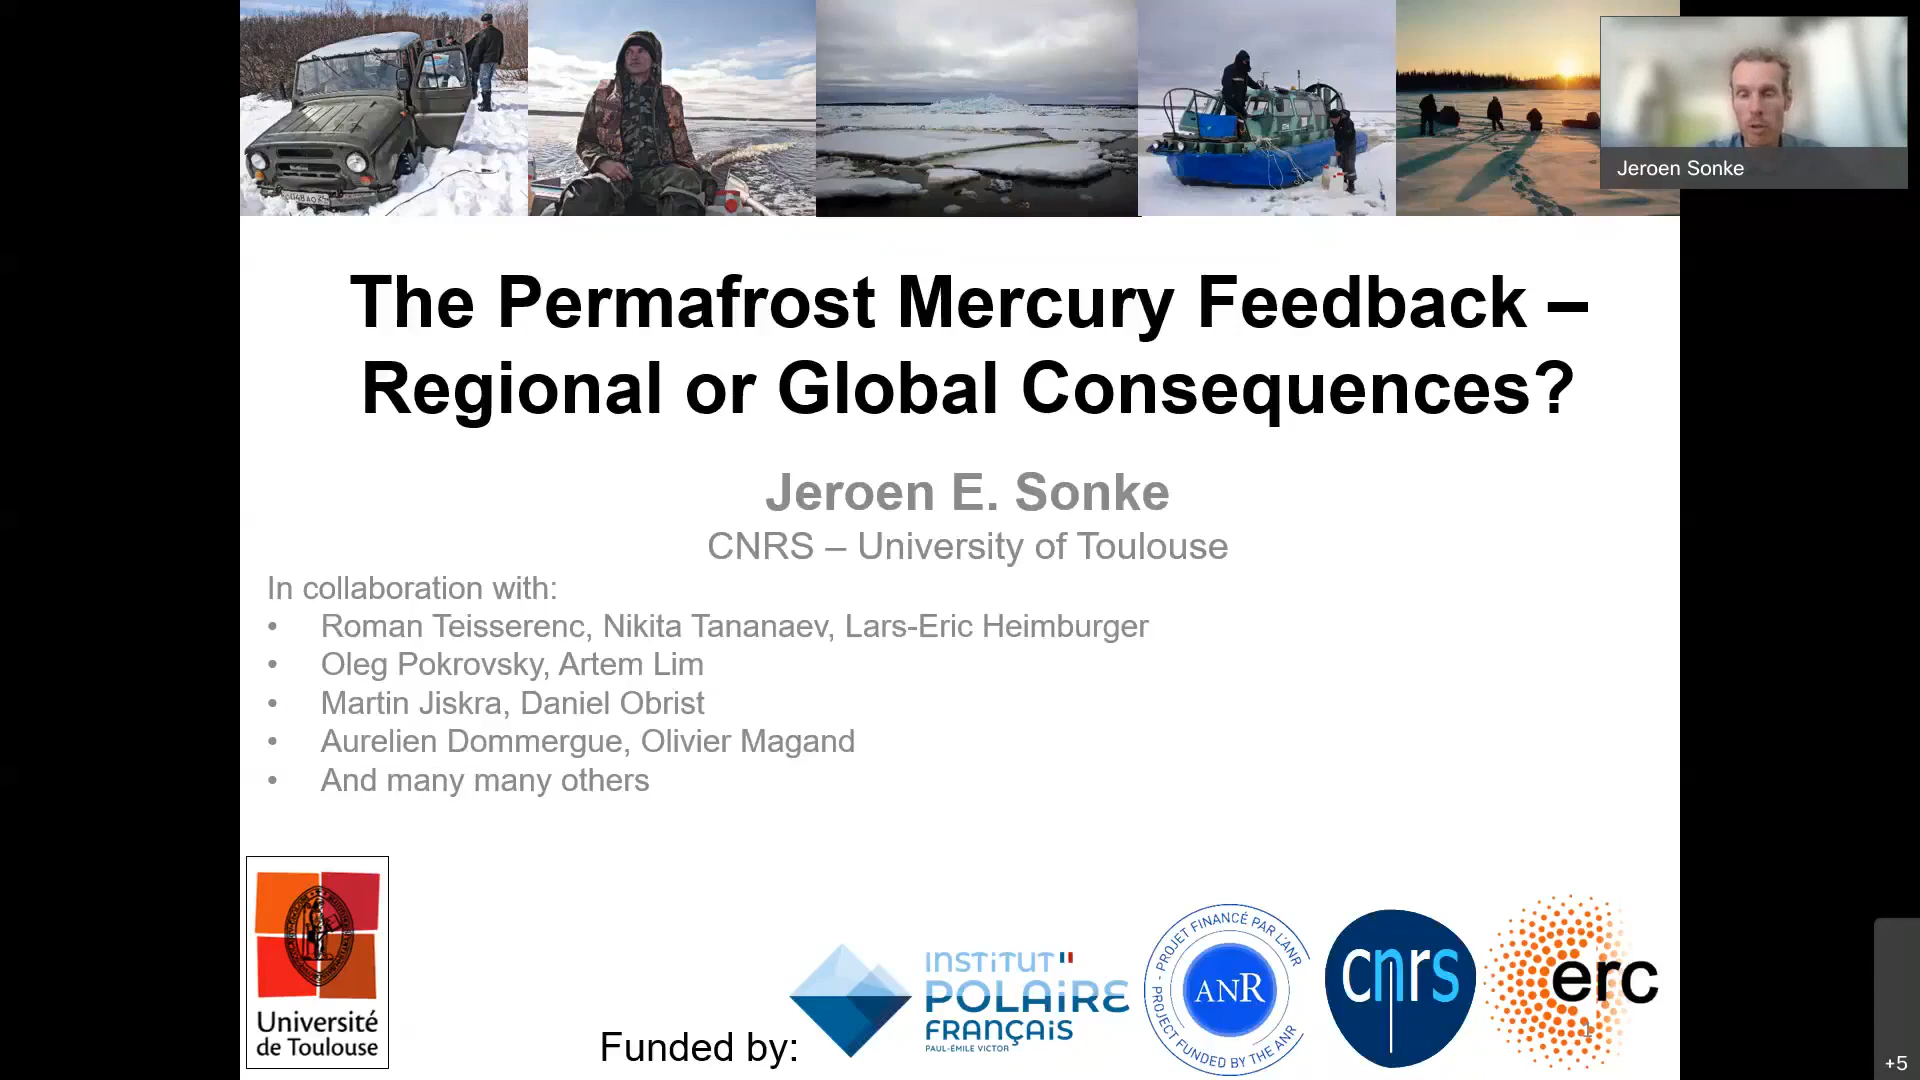 Jeroen Sonke
The Permafrost Mercury Feedback –
Regional or Global Consequences?
Jeroen E. Sonke
CNRS – University of Toulouse
In collaboration with:
• Roman Teisserenc, Nikita Tananaev, Lars-Eric Heimburger
• Oleg Pokrovsky, Artem Lim
• Martin Jiskra, Daniel Obrist
• Aurelien Dommergue, Olivier Magand
• And many many others
Université
de Toulouse
Funded by:
INSTITUT
POLAIRE
FRANÇAIS
PAUL-ÉMILE VICTOR
PROJET FINANCÉ PAR L'ANR
ANR
PROJECT FUNDED BY THE ANR
cnrs
erc
1
+5